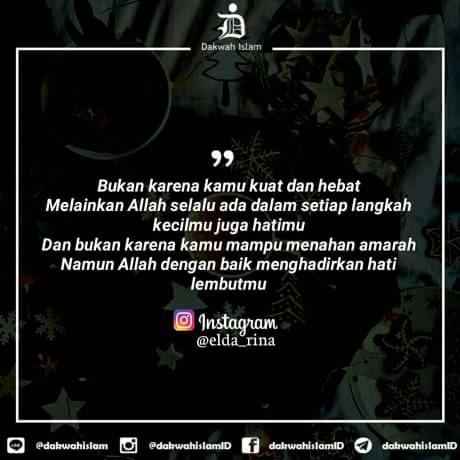 Dakwah Islam
"
Bukan karena kamu kuat dan hebat
Melainkan Allah selalu ada dalam setiap langkah
kecilmu juga hatimu
Dan bukan karena kamu mampu menahan amarah
Namun Allah dengan baik menghadirkan hati
lembutmu
Instagram
@elda_rina
LINE @dakwahislam @dakwahislamID dakwahislamID dakwahislamID